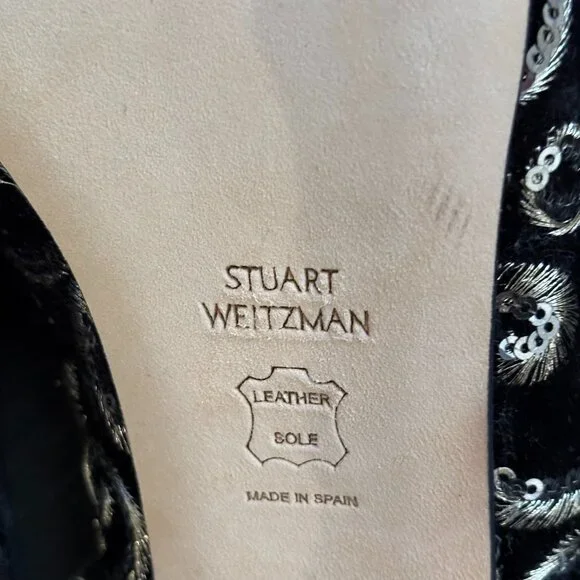 STUART
WEITZMAN
LEATHER
SOLE
MADE IN SPAIN